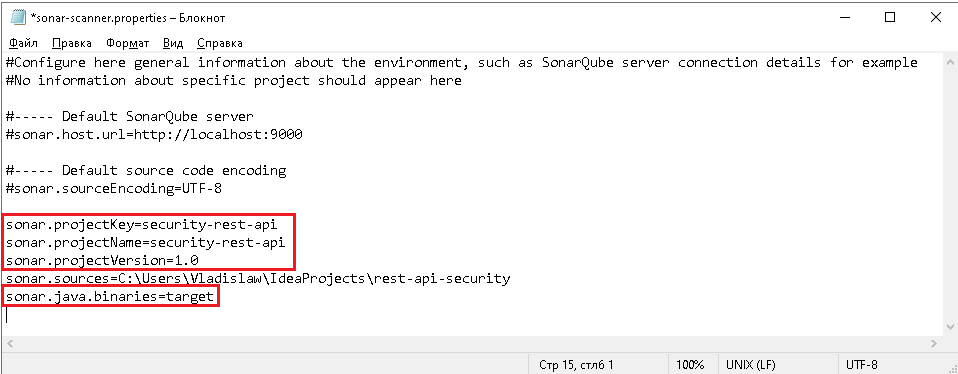 *sonar-scanner.properties – Блокнот
Файл Правка Формат Вид Справка
#Configure here general information about the environment, such as SonarQube server connection details for example
#No information about specific project should appear here
#----- Default SonarQube server
#sonar.host.url=http://localhost:9000
#----- Default source code encoding
#sonar.sourceEncoding=UTF-8
sonar.projectKey=security-rest-api
sonar.projectName=security-rest-api
sonar.projectVersion=1.0
sonar.sources=C:\Users\Vladislaw\IdeaProjects\rest-api-security
sonar.java.binaries=target
Стр 15, стлб 1 100% UNIX (LF) UTF-8